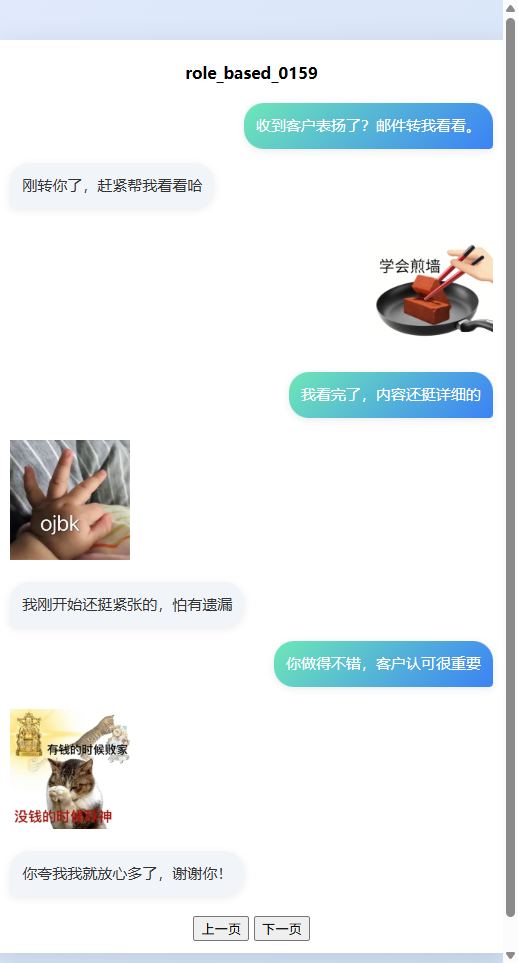 role_based_0159
收到客户表扬了？邮件转我看看。
刚转你了，赶紧帮我看看哈
学会煎墙
我看完了，内容还挺详细的
ojbk
我刚开始还挺紧张的，怕有遗漏
你做得不错，客户认可很重要
有钱的时候败家
没钱的时候拜神
你夸我我就放心多了，谢谢你！
上一页 下一页